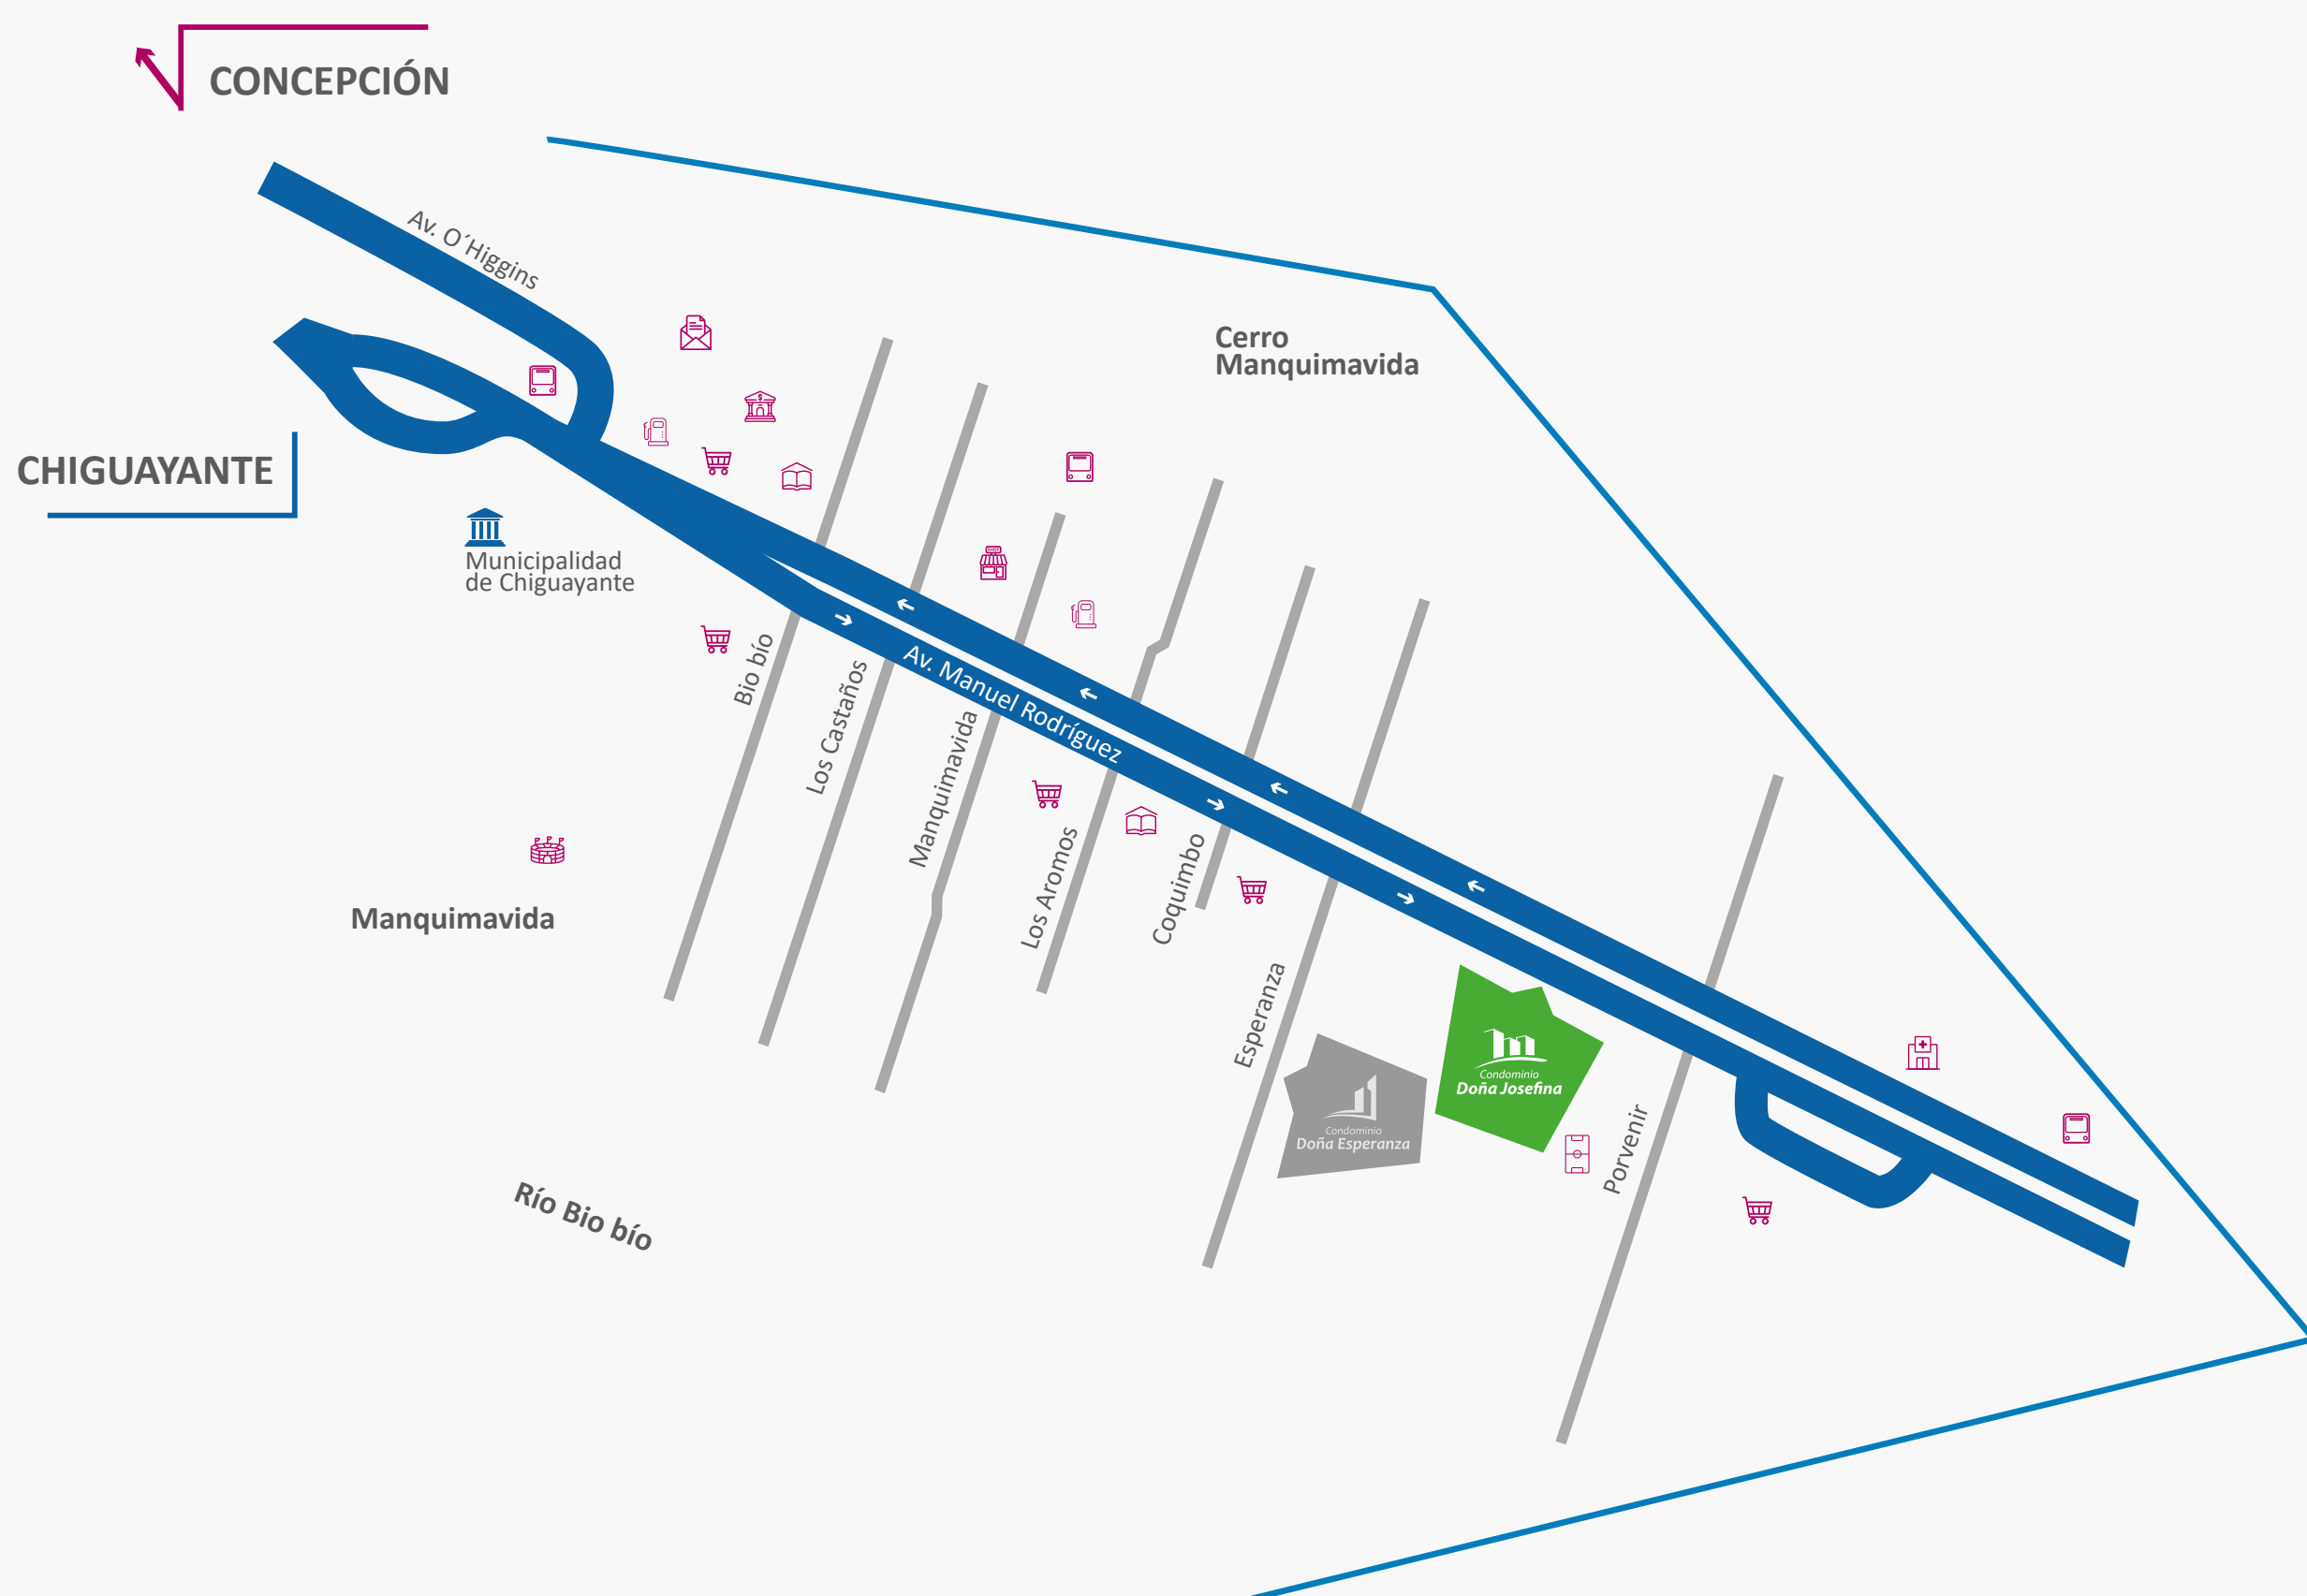 CONCEPCIÓN
Av. O´Higgins
Cerro
Manquimavida
CHIGUAYANTE
Municipalidad
de Chiguayante
Bio bío
Los Castaños
Av. Manuel Rodríguez
Manquimavida
Los Aromos
Coquimbo
Manquimavida
Esperanza
Condominio
Doña Josefina
Condominio
Doña Esperanza
Porvenir
Río Bio bío